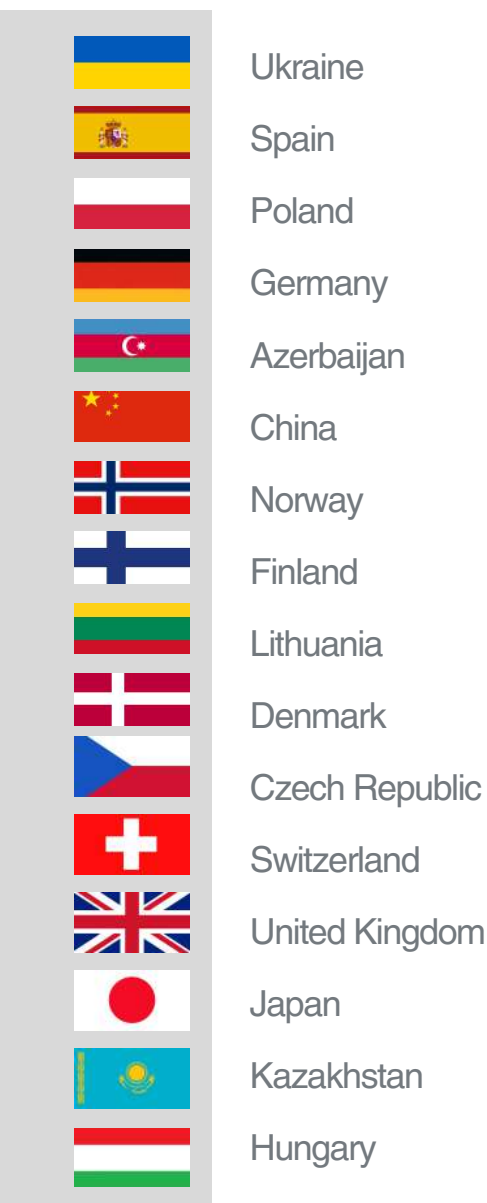 Ukraine
Spain
Poland
Germany
Azerbaijan
China
Norway
Finland
Lithuania
Denmark
Czech Republic
Switzerland
United Kingdom
Japan
Kazakhstan
Hungary